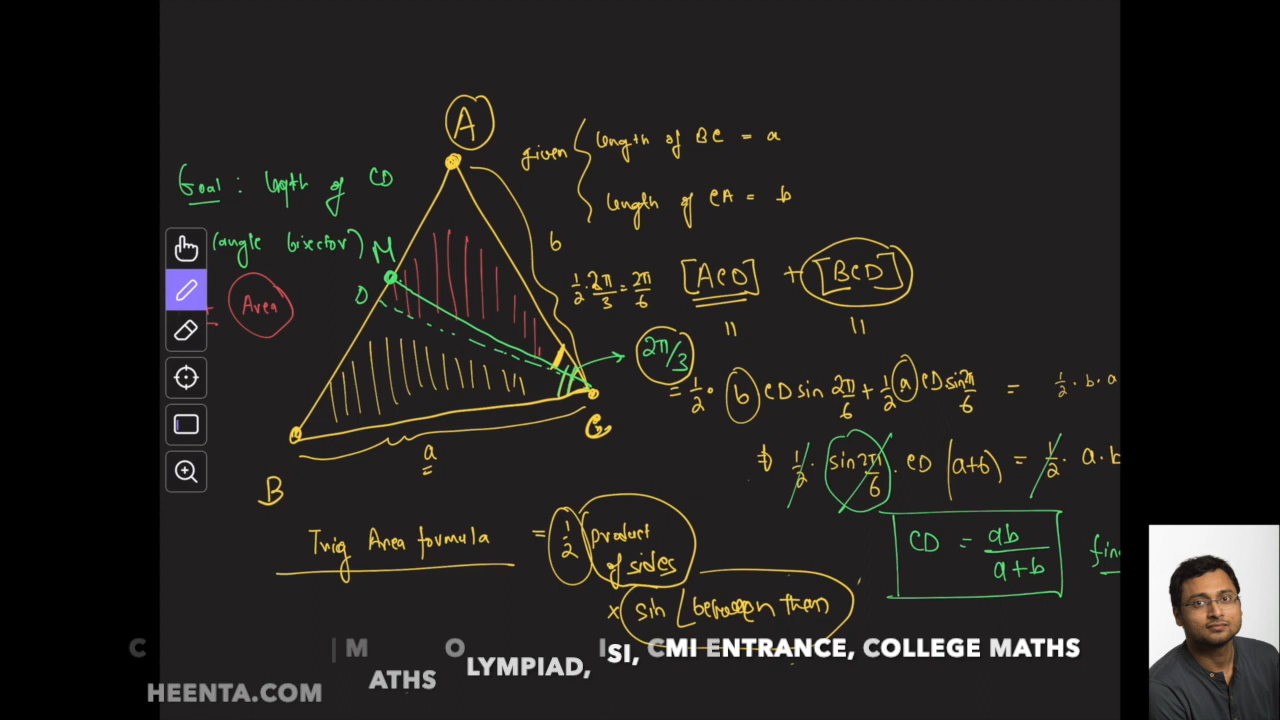 A
given { length of BC = a
length of CA = b
Goal: length of CD
(angle bisector)
M
D
b
Area
1/2 · 2π/3 = 2π/6
[ACD] + [BCD]
= =
2π/3
= 1/2 · b CD sin 2π/6 + 1/2 a CD sin 2π/6 = 1/2 · b · a
1/2 · sin 2π/6 · CD (a+b) = 1/2 · a · b
C
a
B
Trig Area formula = 1/2 product of sides
× sin ∠ between them
CD = ab/a+b
MATHS OLYMPIAD, ISI, CMI ENTRANCE, COLLEGE MATHS
HEENTA.COM